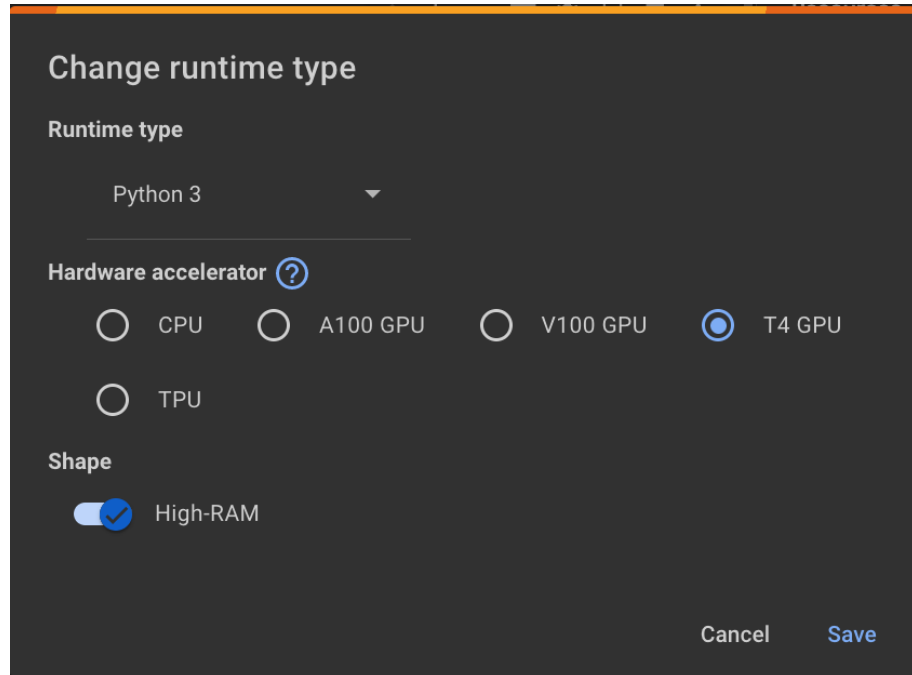 Change runtime type
Runtime type
Python 3
Hardware accelerator ?
CPU A100 GPU V100 GPU T4 GPU
TPU
Shape
High-RAM
Cancel Save